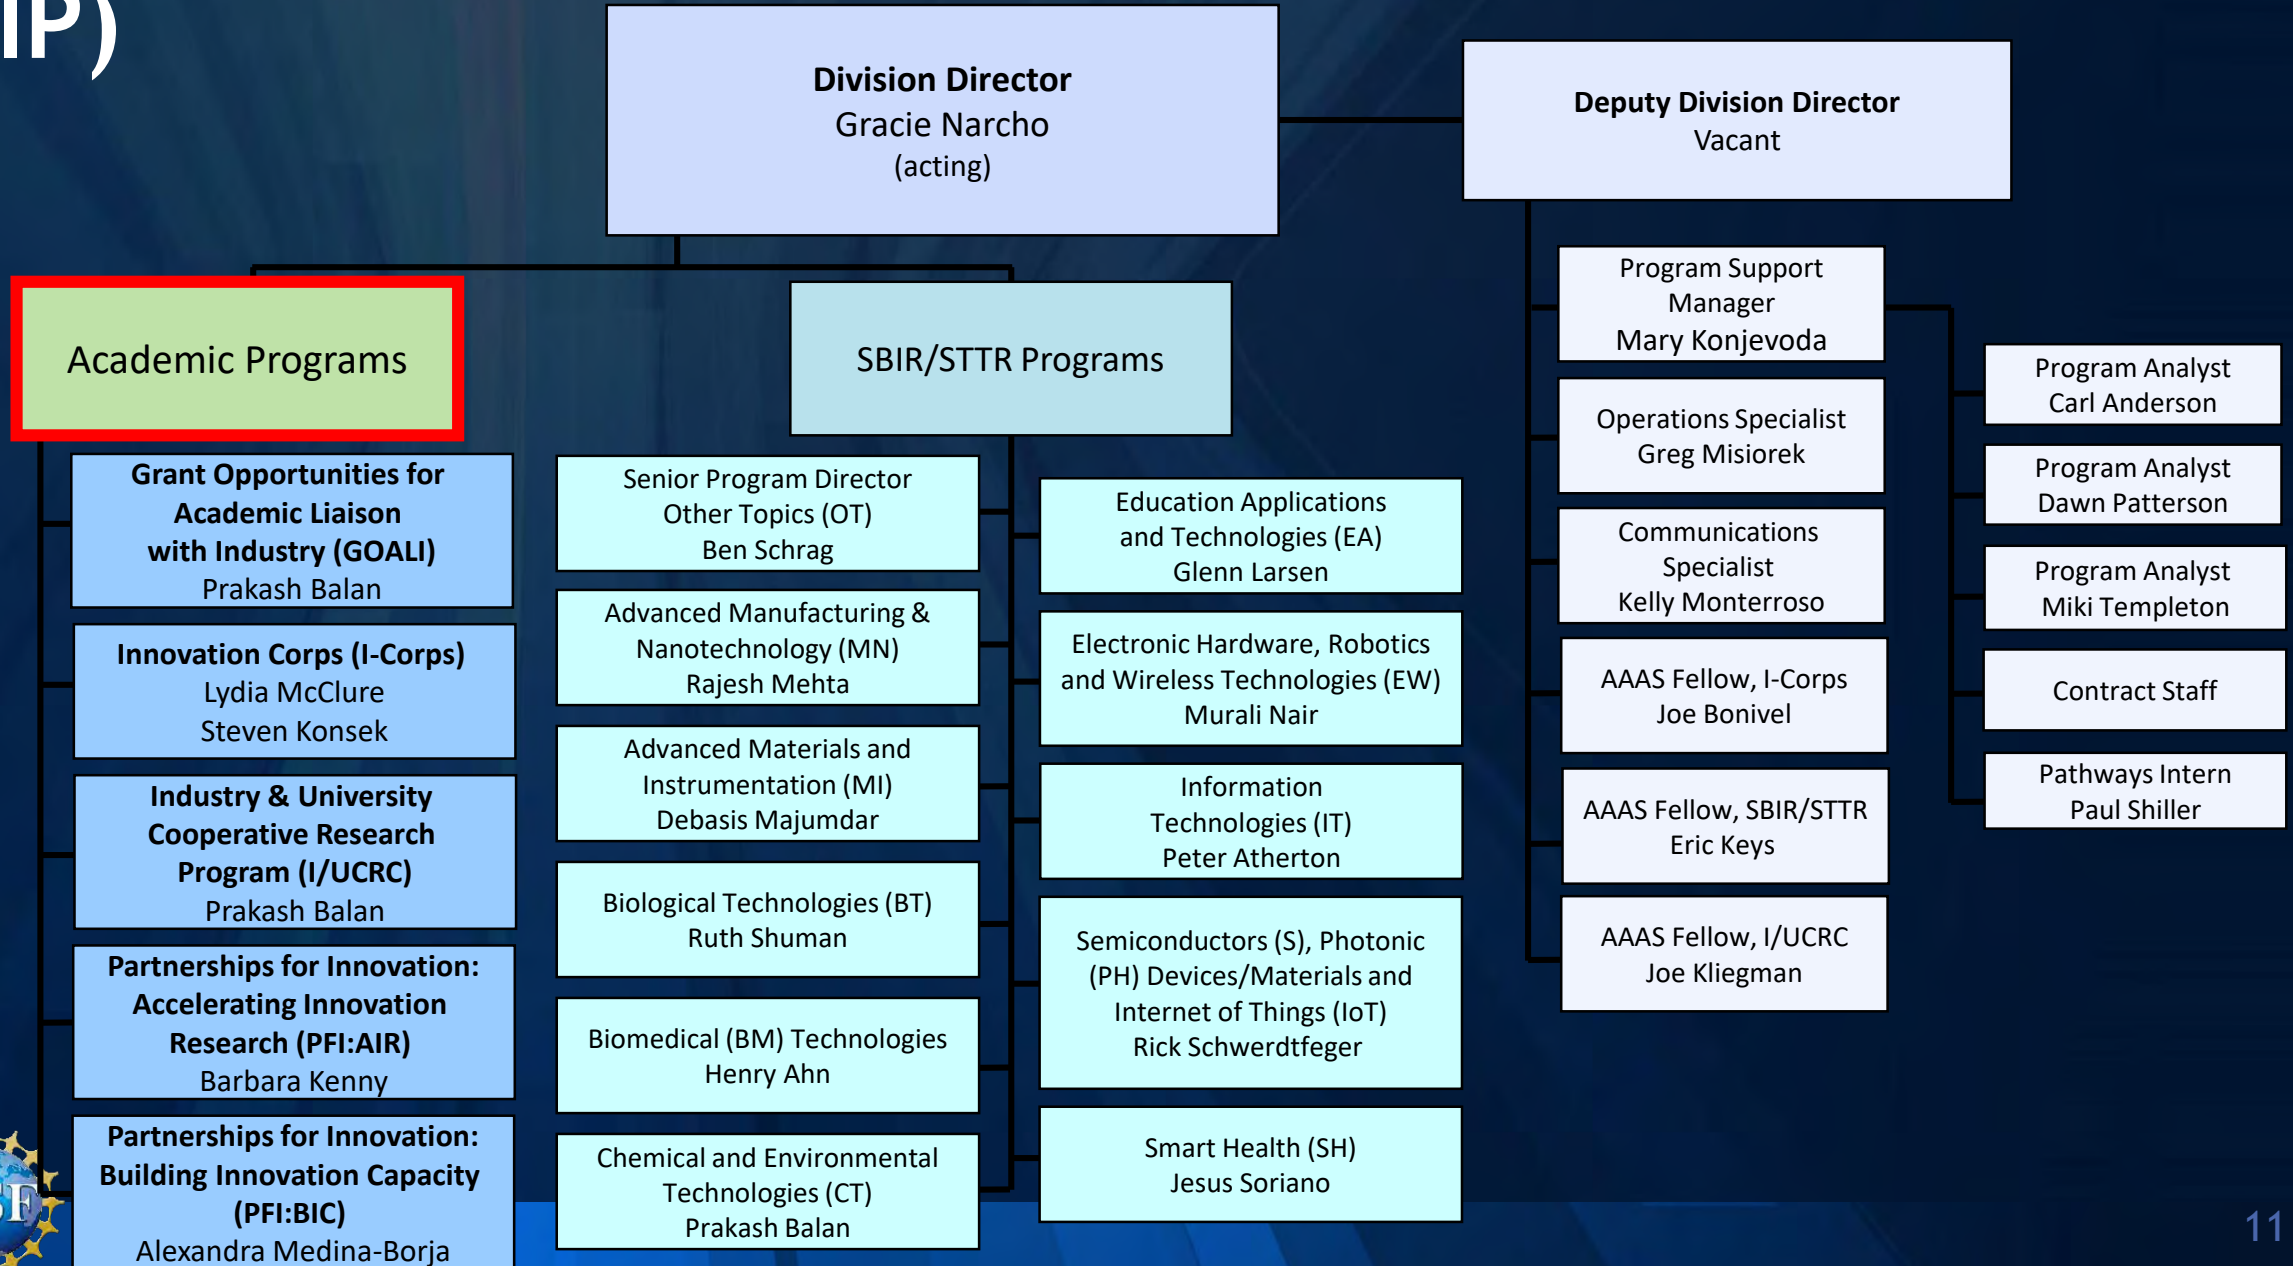 IP)
Division Director
Gracie Narcho
(acting)
Deputy Division Director
Vacant
Academic Programs
Grant Opportunities for
Academic Liaison
with Industry (GOALI)
Prakash Balan
Innovation Corps (I-Corps)
Lydia McClure
Steven Konsek
Industry & University
Cooperative Research
Program (I/UCRC)
Prakash Balan
Partnerships for Innovation:
Accelerating Innovation
Research (PFI:AIR)
Barbara Kenny
Partnerships for Innovation:
Building Innovation Capacity
(PFI:BIC)
Alexandra Medina-Borja
SBIR/STTR Programs
Senior Program Director
Other Topics (OT)
Ben Schrag
Advanced Manufacturing &
Nanotechnology (MN)
Rajesh Mehta
Advanced Materials and
Instrumentation (MI)
Debasis Majumdar
Biological Technologies (BT)
Ruth Shuman
Biomedical (BM) Technologies
Henry Ahn
Chemical and Environmental
Technologies (CT)
Prakash Balan
Education Applications
and Technologies (EA)
Glenn Larsen
Electronic Hardware, Robotics
and Wireless Technologies (EW)
Murali Nair
Information
Technologies (IT)
Peter Atherton
Semiconductors (S), Photonic
(PH) Devices/Materials and
Internet of Things (IoT)
Rick Schwerdtfeger
Smart Health (SH)
Jesus Soriano
Program Support
Manager
Mary Konjevoda
Operations Specialist
Greg Misiorek
Communications
Specialist
Kelly Monterroso
AAAS Fellow, I-Corps
Joe Bonivel
AAAS Fellow, SBIR/STTR
Eric Keys
AAAS Fellow, I/UCRC
Joe Kliegman
Program Analyst
Carl Anderson
Program Analyst
Dawn Patterson
Program Analyst
Miki Templeton
Contract Staff
Pathways Intern
Paul Shiller
11